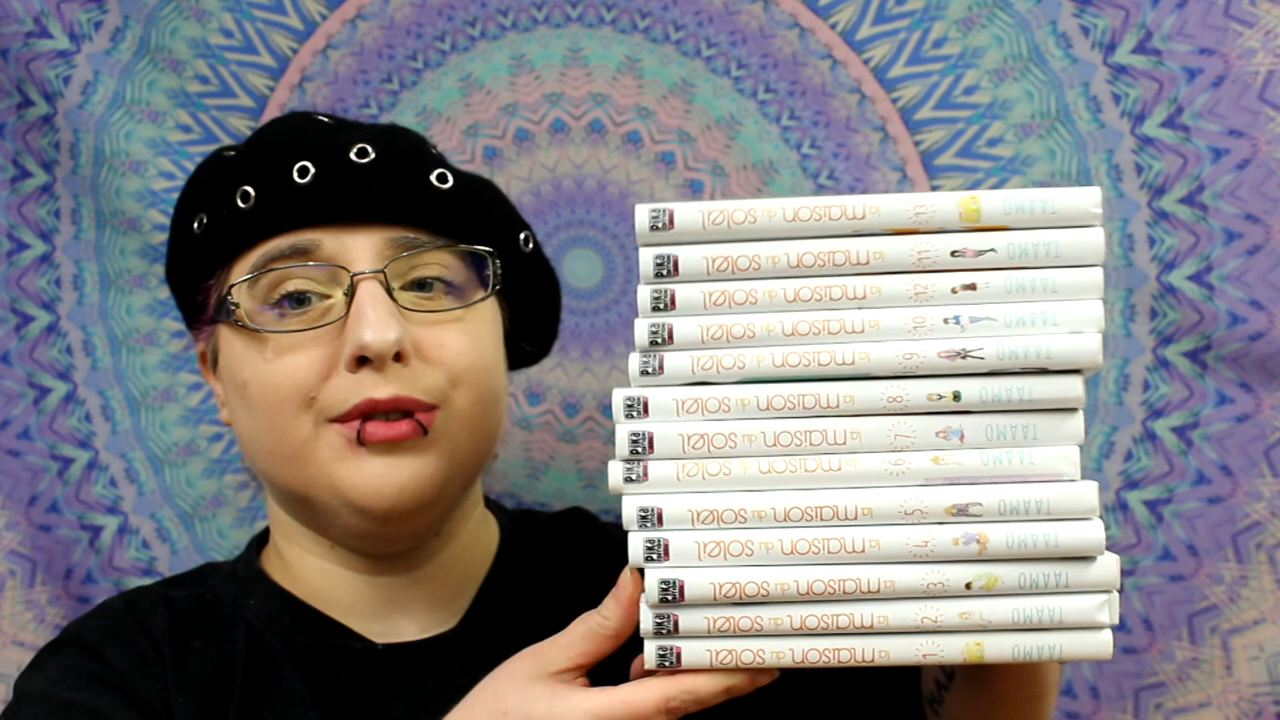 TAAMO 13 la maison du soleil PIKA
TAAMO 11 la maison du soleil PIKA
TAAMO 12 la maison du soleil PIKA
TAAMO 10 la maison du soleil PIKA
TAAMO 9 la maison du soleil PIKA
TAAMO 8 la maison du soleil PIKA
TAAMO 7 la maison du soleil PIKA
TAAMO 6 la maison du soleil PIKA
TAAMO 5 la maison du soleil PIKA
TAAMO 4 la maison du soleil PIKA
TAAMO 3 la maison du soleil PIKA
TAAMO 2 la maison du soleil PIKA
TAAMO 1 la maison du soleil PIKA